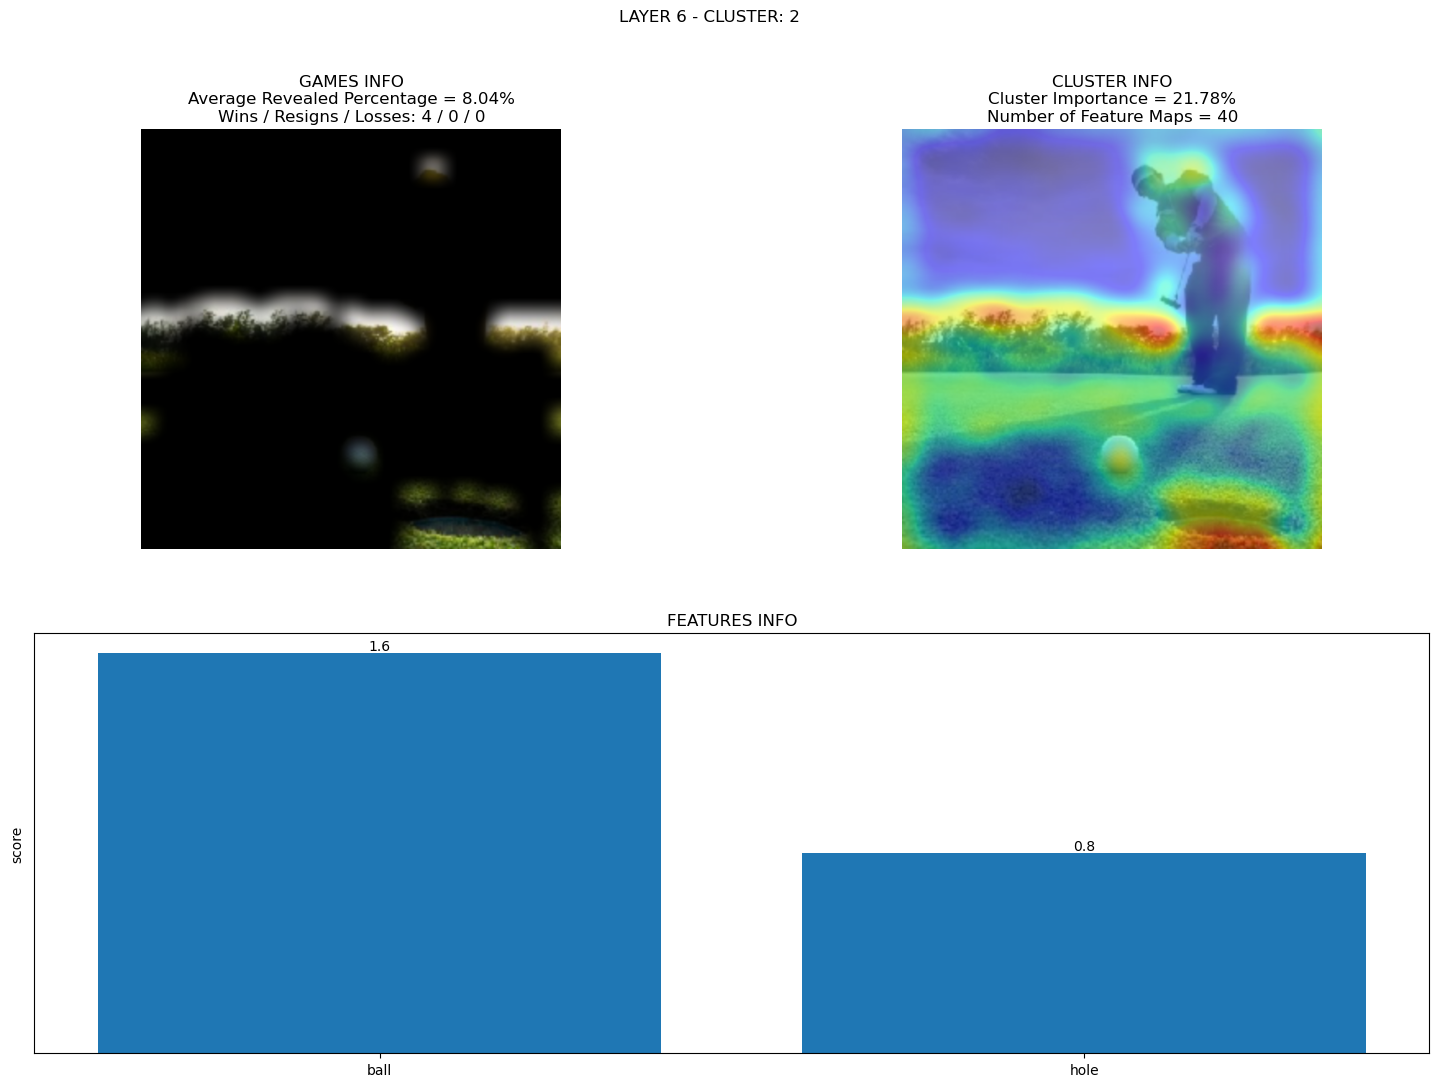 LAYER 6 - CLUSTER: 2
GAMES INFO
Average Revealed Percentage = 8.04%
Wins / Resigns / Losses: 4 / 0 / 0
CLUSTER INFO
Cluster Importance = 21.78%
Number of Feature Maps = 40
FEATURES INFO
score
1.6
0.8
ball
hole